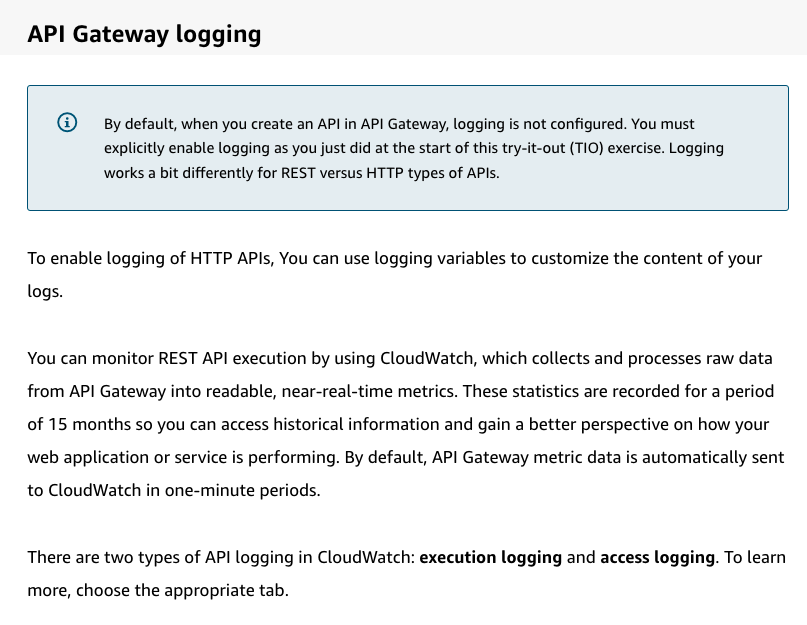 API Gateway logging
By default, when you create an API in API Gateway, logging is not configured. You must
explicitly enable logging as you just did at the start of this try-it-out (TIO) exercise. Logging
works a bit differently for REST versus HTTP types of APIs.
To enable logging of HTTP APIs, You can use logging variables to customize the content of your
logs.
You can monitor REST API execution by using CloudWatch, which collects and processes raw data
from API Gateway into readable, near-real-time metrics. These statistics are recorded for a period
of 15 months so you can access historical information and gain a better perspective on how your
web application or service is performing. By default, API Gateway metric data is automatically sent
to CloudWatch in one-minute periods.
There are two types of API logging in CloudWatch: execution logging and access logging. To learn
more, choose the appropriate tab.